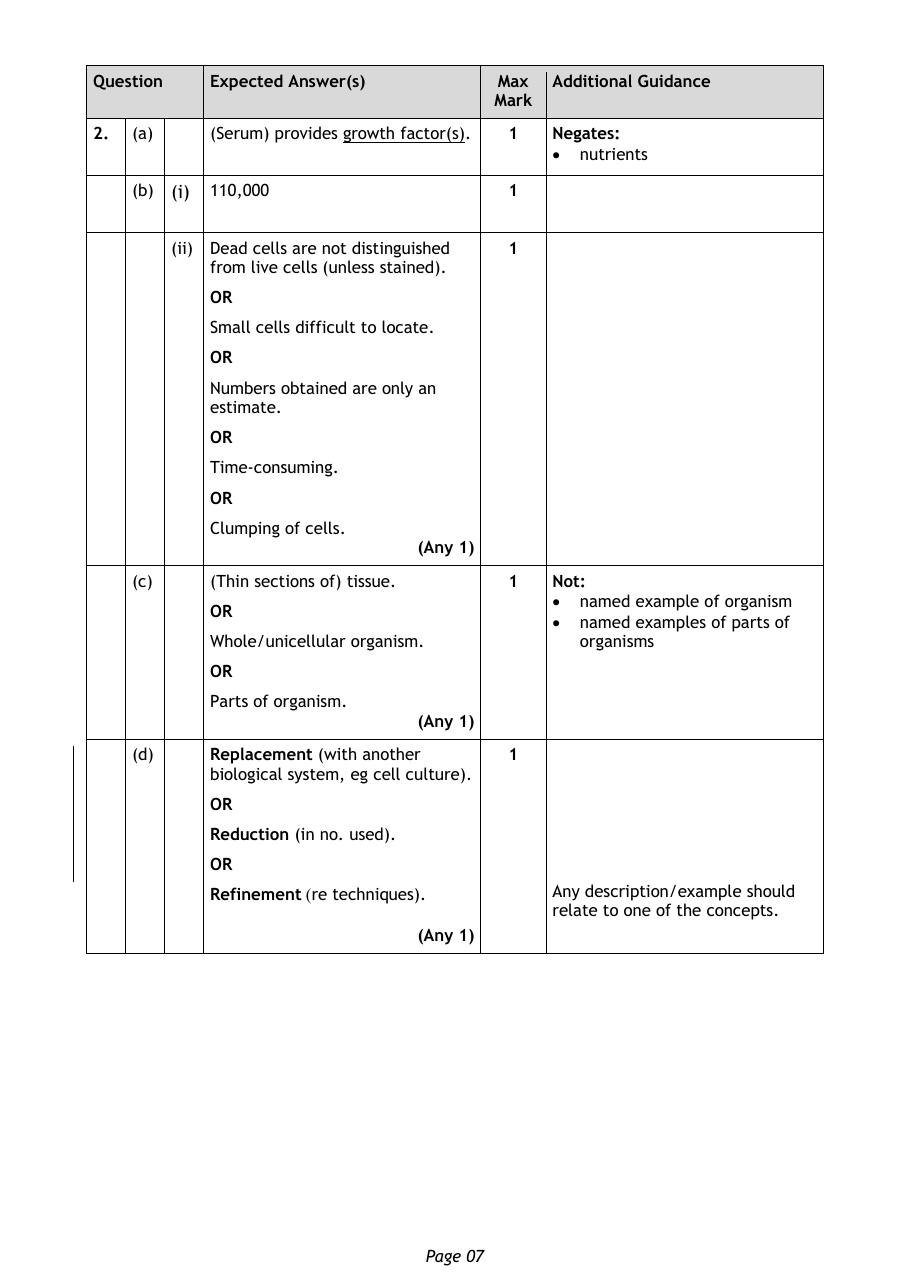 Question Expected Answer(s) Max Mark Additional Guidance
2. (a) (Serum) provides growth factor(s). 1 Negates:
• nutrients
(b) (i) 110,000 1
(ii) Dead cells are not distinguished 1
from live cells (unless stained).
OR
Small cells difficult to locate.
OR
Numbers obtained are only an
estimate.
OR
Time-consuming.
OR
Clumping of cells.
(Any 1)
(c) (Thin sections of) tissue. 1 Not:
• named example of organism
OR
• named examples of parts of
organisms
Whole/unicellular organism.
OR
Parts of organism.
(Any 1)
(d) Replacement (with another 1
biological system, eg cell culture).
OR
Reduction (in no. used).
OR
Refinement (re techniques).
Any description/example should
relate to one of the concepts.
(Any 1)
Page 07